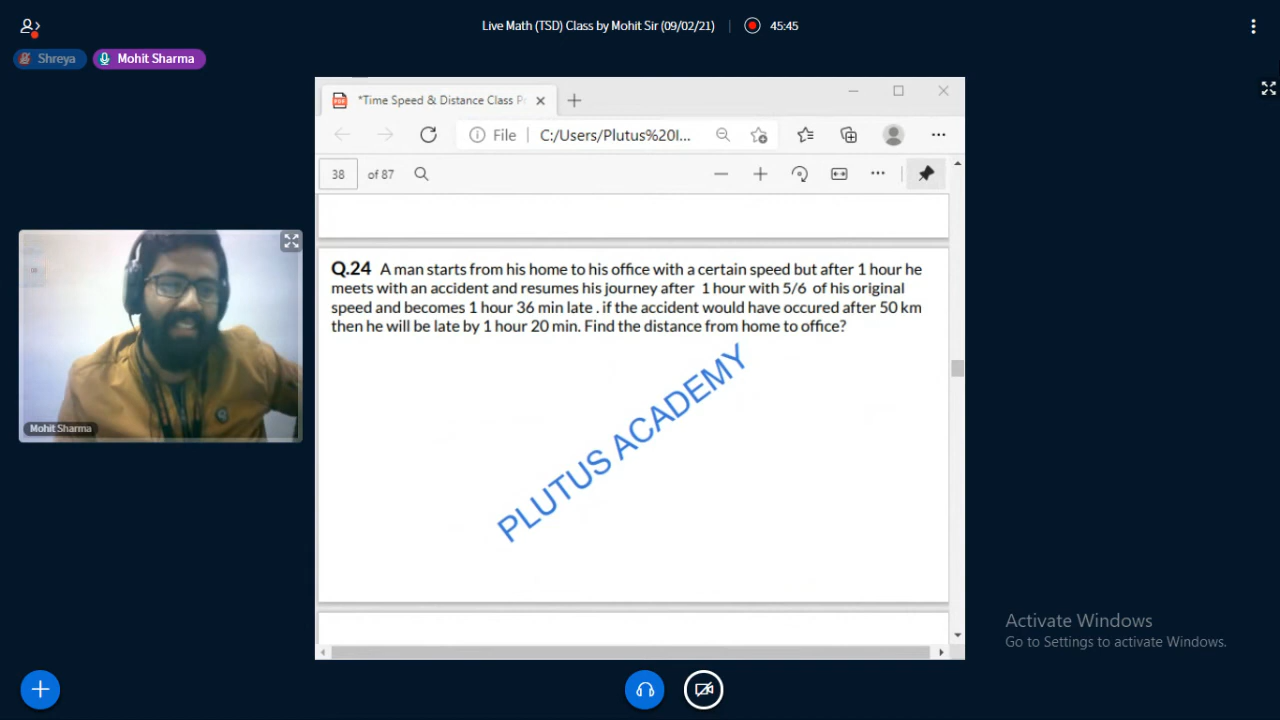 Live Math (TSD) Class by Mohit Sir (09/02/21)
45:45
Shreya
Mohit Sharma
*Time Speed & Distance Class Pr
File
C:/Users/Plutus%20I...
38
of 87
Q.24 A man starts from his home to his office with a certain speed but after 1 hour he
meets with an accident and resumes his journey after 1 hour with 5/6 of his original
speed and becomes 1 hour 36 min late . if the accident would have occured after 50 km
then he will be late by 1 hour 20 min. Find the distance from home to office?
PLUTUS ACADEMY
Mohit Sharma
Activate Windows
Go to Settings to activate Windows.